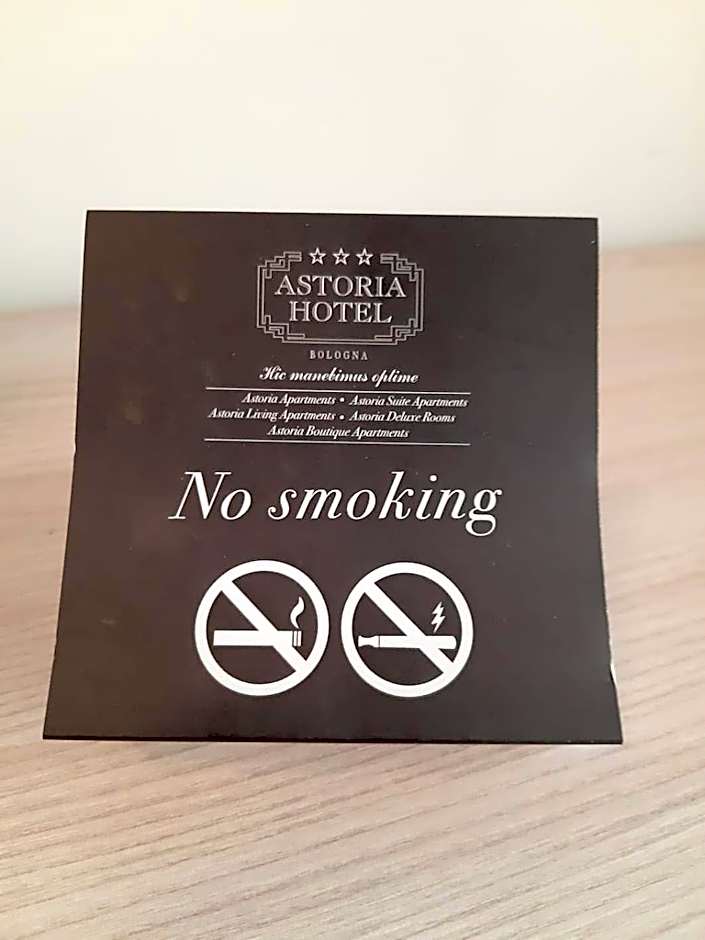 ASTORIA
HOTEL
BOLOGNA
Hic manebimus optime
Astoria Apartments • Astoria Suite Apartments
Astoria Living Apartments • Astoria Deluxe Rooms
Astoria Boutique Apartments
No smoking